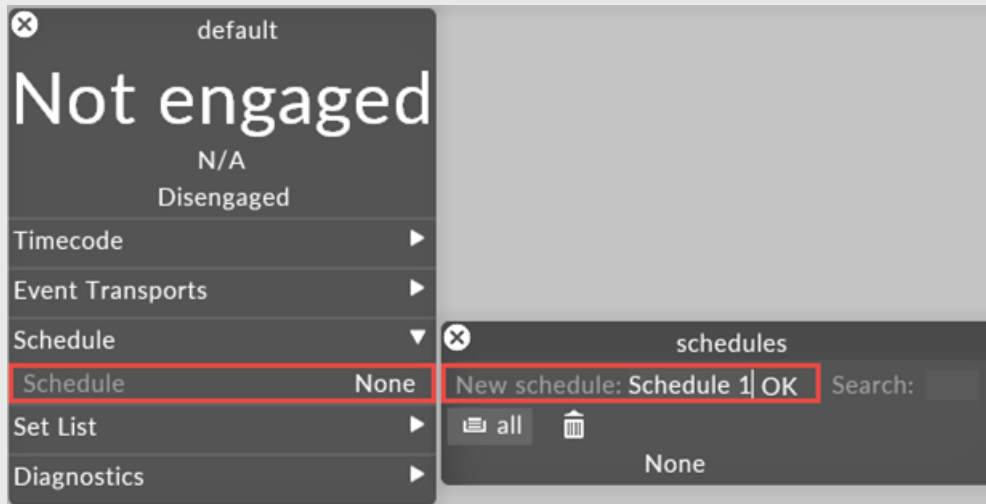 default
Not engaged
N/A
Disengaged
Timecode
Event Transports
Schedule
Schedule None
Set List
Diagnostics
schedules
New schedule: Schedule 1 OK Search:
all
None